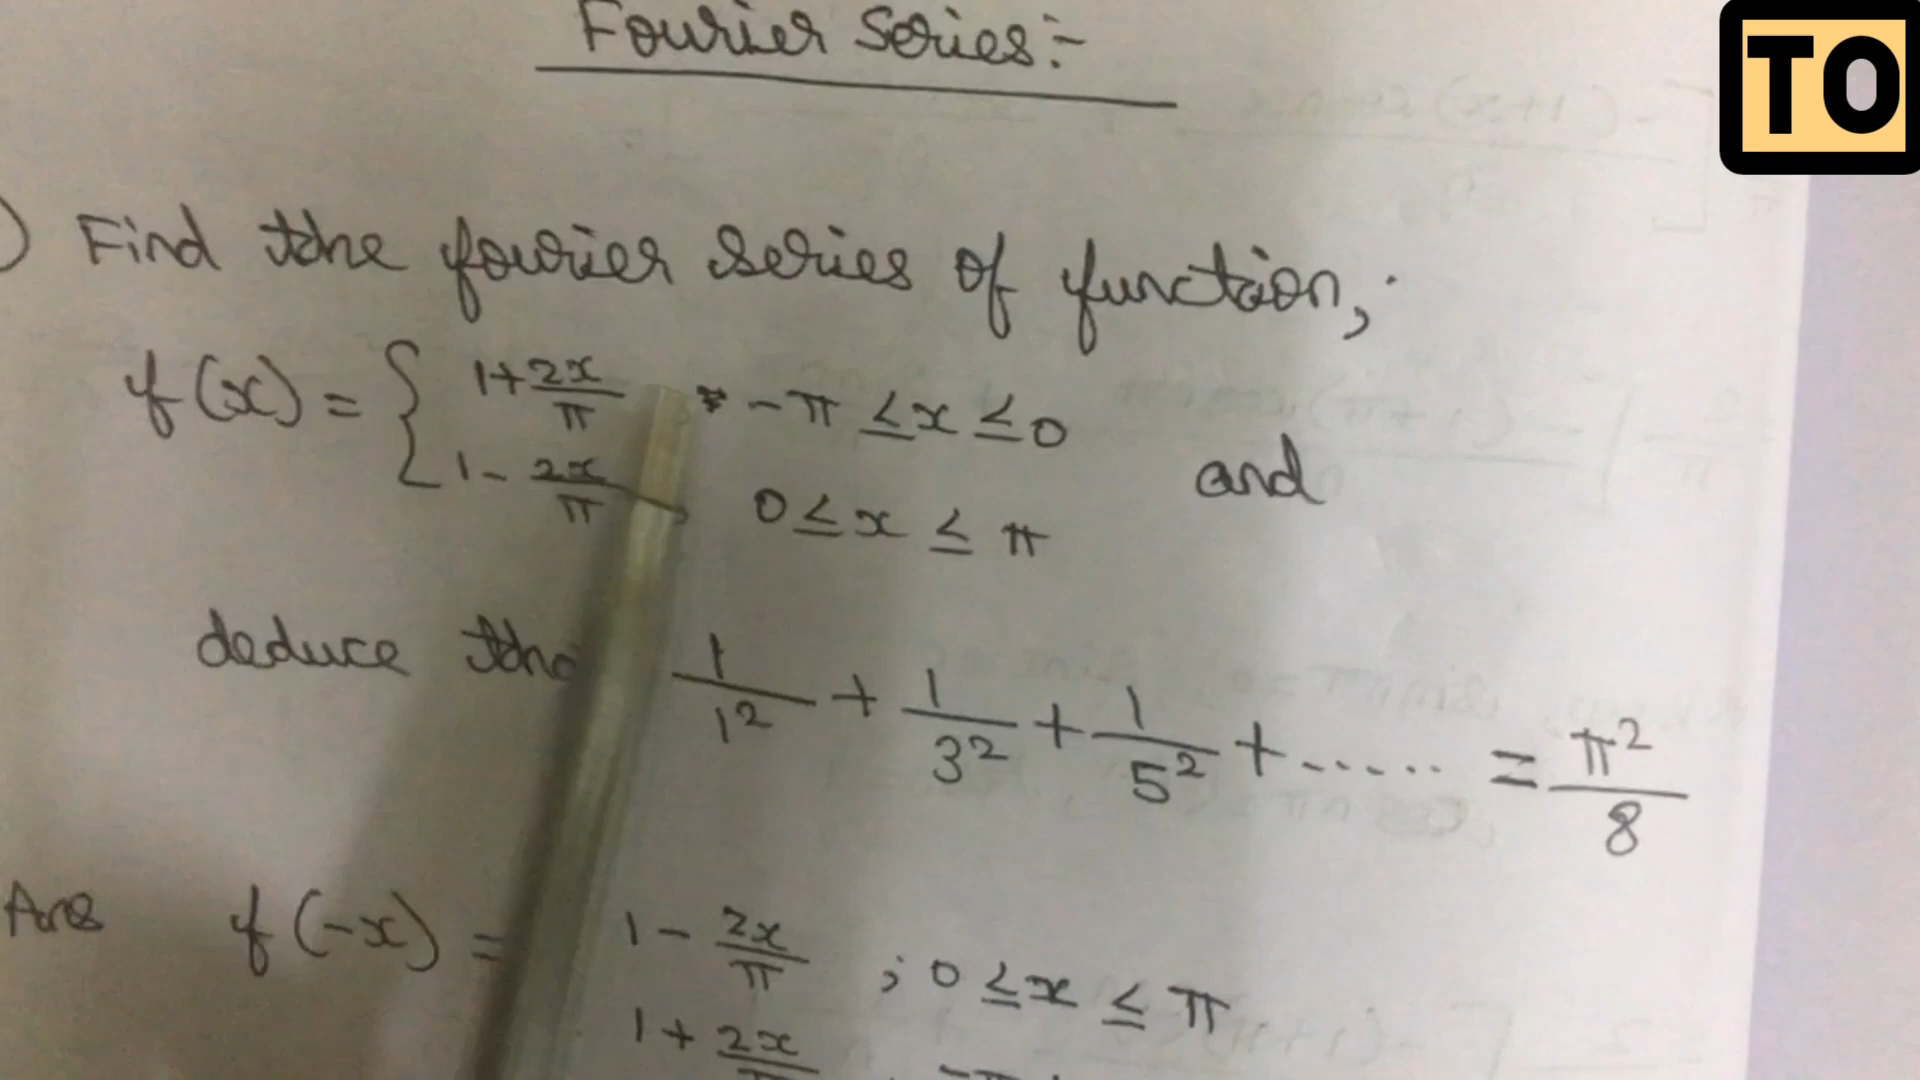 TO
Fourier Series:-
) Find the fourier series of function,
f(x) = { 1+2x/π , -π ≤ x ≤ 0
1 - 2x/π , 0 ≤ x ≤ π and
deduce tha 1/1² + 1/3² + 1/5² + ...... = π²/8
Ans f(-x) = 1 - 2x/π ; 0 ≤ x ≤ π
1 + 2x/π